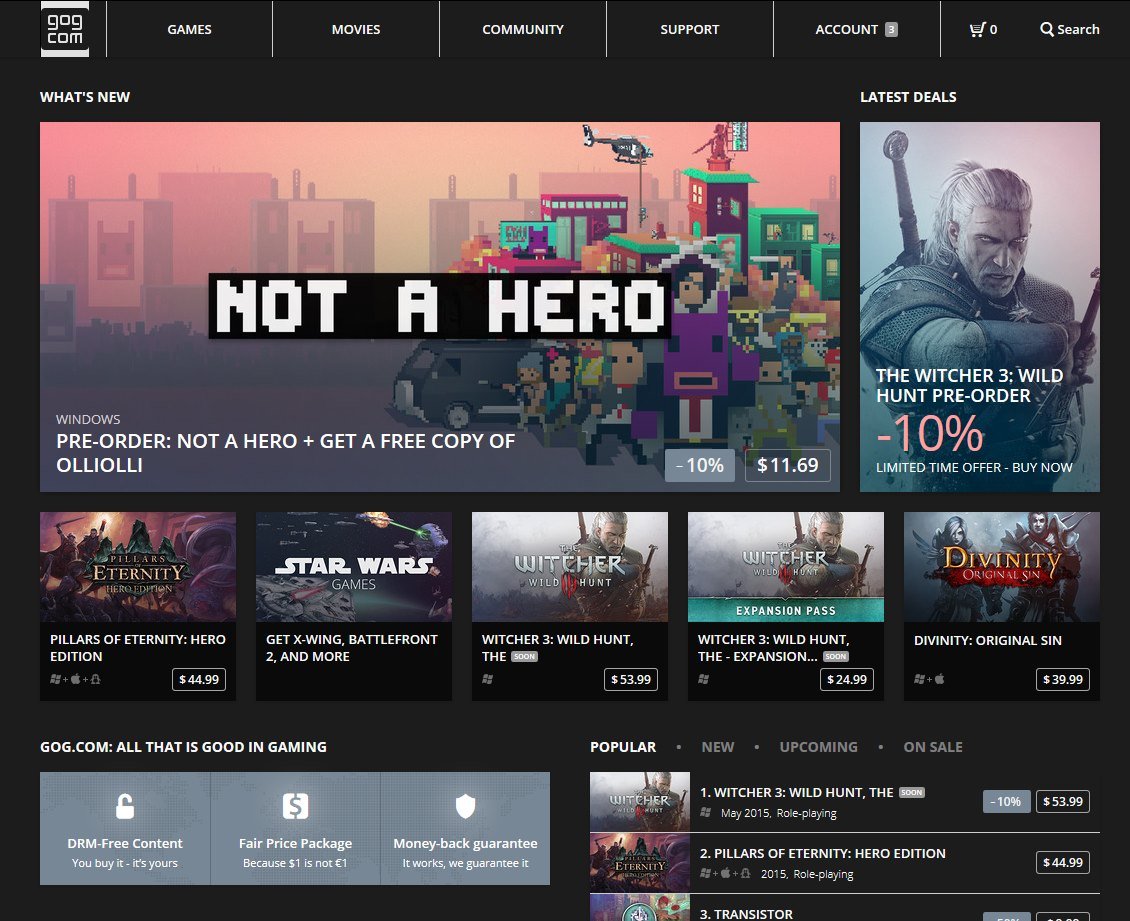 gog
com
GAMES
MOVIES
COMMUNITY
SUPPORT
ACCOUNT 3
0
Search
WHAT'S NEW
LATEST DEALS
NOT A HERO
WINDOWS
PRE-ORDER: NOT A HERO + GET A FREE COPY OF
OLLIOLLI
-10%
$11.69
THE WITCHER 3: WILD
HUNT PRE-ORDER
-10%
LIMITED TIME OFFER - BUY NOW
PILLARS
OF
ETERNITY
HERO EDITION
PILLARS OF ETERNITY: HERO
EDITION
+ +
$44.99
STAR WARS
GAMES
GET X-WING, BATTLEFRONT
2, AND MORE
THE
WITCHER
WILD HUNT
WITCHER 3: WILD HUNT,
THE SOON
$53.99
THE
WITCHER
WILD HUNT
EXPANSION PASS
WITCHER 3: WILD HUNT,
THE - EXPANSION... SOON
$24.99
DIVINITY
ORIGINAL SIN
DIVINITY: ORIGINAL SIN
+
$39.99
GOG.COM: ALL THAT IS GOOD IN GAMING
DRM-Free Content
You buy it - it's yours
$
Fair Price Package
Because $1 is not €1
Money-back guarantee
It works, we guarantee it
POPULAR • NEW • UPCOMING • ON SALE
WITCHER
WILD HUNT
1. WITCHER 3: WILD HUNT, THE SOON
May 2015, Role-playing
-10%
$53.99
PILLARS
ETERNITY
HERO EDITION
2. PILLARS OF ETERNITY: HERO EDITION
+ + 2015, Role-playing
$44.99
3. TRANSISTOR